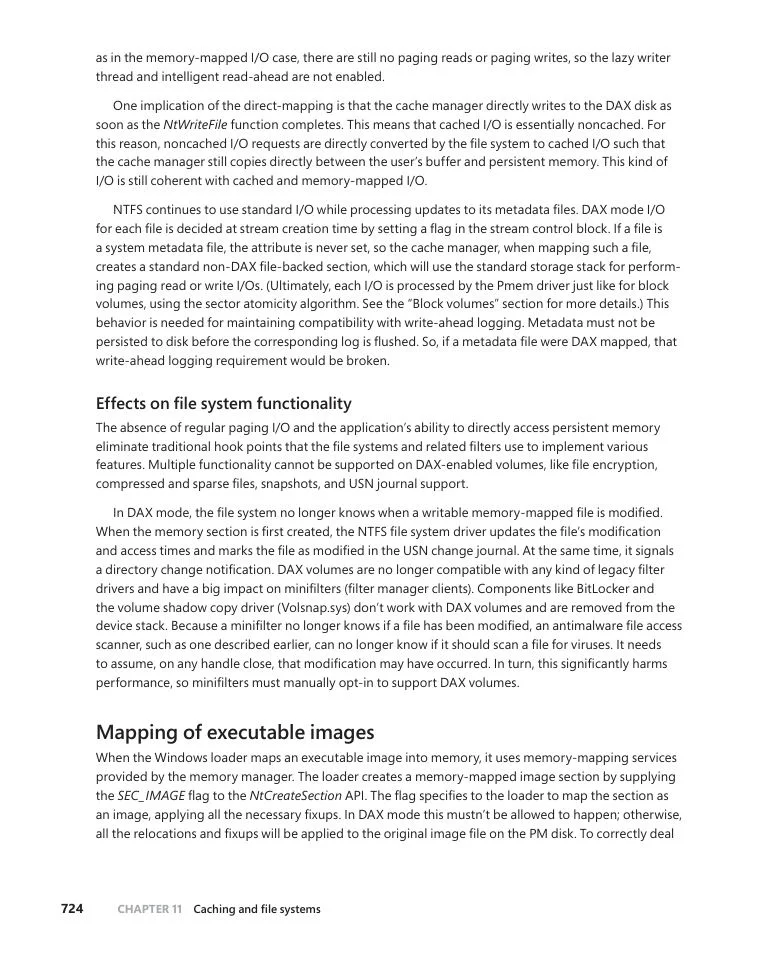 as in the memory-mapped I/O case, there are still no paging reads or paging writes, so the lazy writer
thread and intelligent read-ahead are not enabled.
One implication of the direct-mapping is that the cache manager directly writes to the DAX disk as
soon as the NtWriteFile function completes. This means that cached I/O is essentially noncached. For
this reason, noncached I/O requests are directly converted by the file system to cached I/O such that
the cache manager still copies directly between the user's buffer and persistent memory. This kind of
I/O is still coherent with cached and memory-mapped I/O.
NTFS continues to use standard I/O while processing updates to its metadata files. DAX mode I/O
for each file is decided at stream creation time by setting a flag in the stream control block. If a file is
a system metadata file, the attribute is never set, so the cache manager, when mapping such a file,
creates a standard non-DAX file-backed section, which will use the standard storage stack for perform-
ing paging read or write I/Os. (Ultimately, each I/O is processed by the Pmem driver just like for block
volumes, using the sector atomicity algorithm. See the "Block volumes" section for more details.) This
behavior is needed for maintaining compatibility with write-ahead logging. Metadata must not be
persisted to disk before the corresponding log is flushed. So, if a metadata file were DAX mapped, that
write-ahead logging requirement would be broken.
Effects on file system functionality
The absence of regular paging I/O and the application's ability to directly access persistent memory
eliminate traditional hook points that the file systems and related filters use to implement various
features. Multiple functionality cannot be supported on DAX-enabled volumes, like file encryption,
compressed and sparse files, snapshots, and USN journal support.
In DAX mode, the file system no longer knows when a writable memory-mapped file is modified.
When the memory section is first created, the NTFS file system driver updates the file's modification
and access times and marks the file as modified in the USN change journal. At the same time, it signals
a directory change notification. DAX volumes are no longer compatible with any kind of legacy filter
drivers and have a big impact on minifilters (filter manager clients). Components like BitLocker and
the volume shadow copy driver (Volsnap.sys) don't work with DAX volumes and are removed from the
device stack. Because a minifilter no longer knows if a file has been modified, an antimalware file access
scanner, such as one described earlier, can no longer know if it should scan a file for viruses. It needs
to assume, on any handle close, that modification may have occurred. In turn, this significantly harms
performance, so minifilters must manually opt-in to support DAX volumes.
Mapping of executable images
When the Windows loader maps an executable image into memory, it uses memory-mapping services
provided by the memory manager. The loader creates a memory-mapped image section by supplying
the SEC_IMAGE flag to the NtCreateSection API. The flag specifies to the loader to map the section as
an image, applying all the necessary fixups. In DAX mode this mustn't be allowed to happen; otherwise,
all the relocations and fixups will be applied to the original image file on the PM disk. To correctly deal
724 CHAPTER 11 Caching and file systems